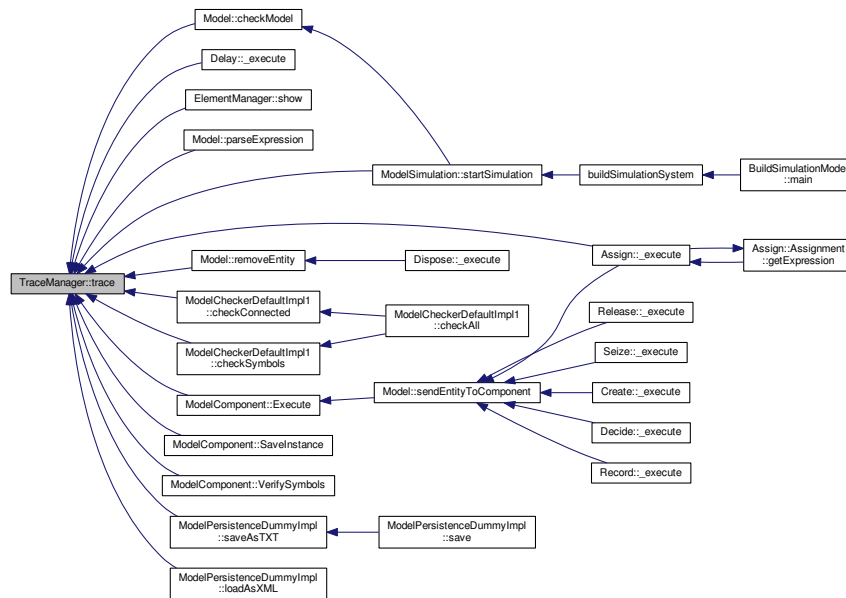 Model::checkModel
Delay::_execute
ElementManager::show
Model::parseExpression
ModelSimulation::startSimulation
buildSimulationSystem
BuildSimulationMode
::main
Assign::_execute
Assign::Assignment
::getExpression
Model::removeEntity
Dispose::_execute
TraceManager::trace
ModelCheckerDefaultImpl1
::checkConnected
ModelCheckerDefaultImpl1
::checkAll
Release::_execute
ModelCheckerDefaultImpl1
::checkSymbols
Seize::_execute
Model::sendEntityToComponent
Create::_execute
ModelComponent::Execute
Decide::_execute
ModelComponent::SaveInstance
Record::_execute
ModelComponent::VerifySymbols
ModelPersistenceDummyImpl
::saveAsTXT
ModelPersistenceDummyImpl
::save
ModelPersistenceDummyImpl
::loadAsXML